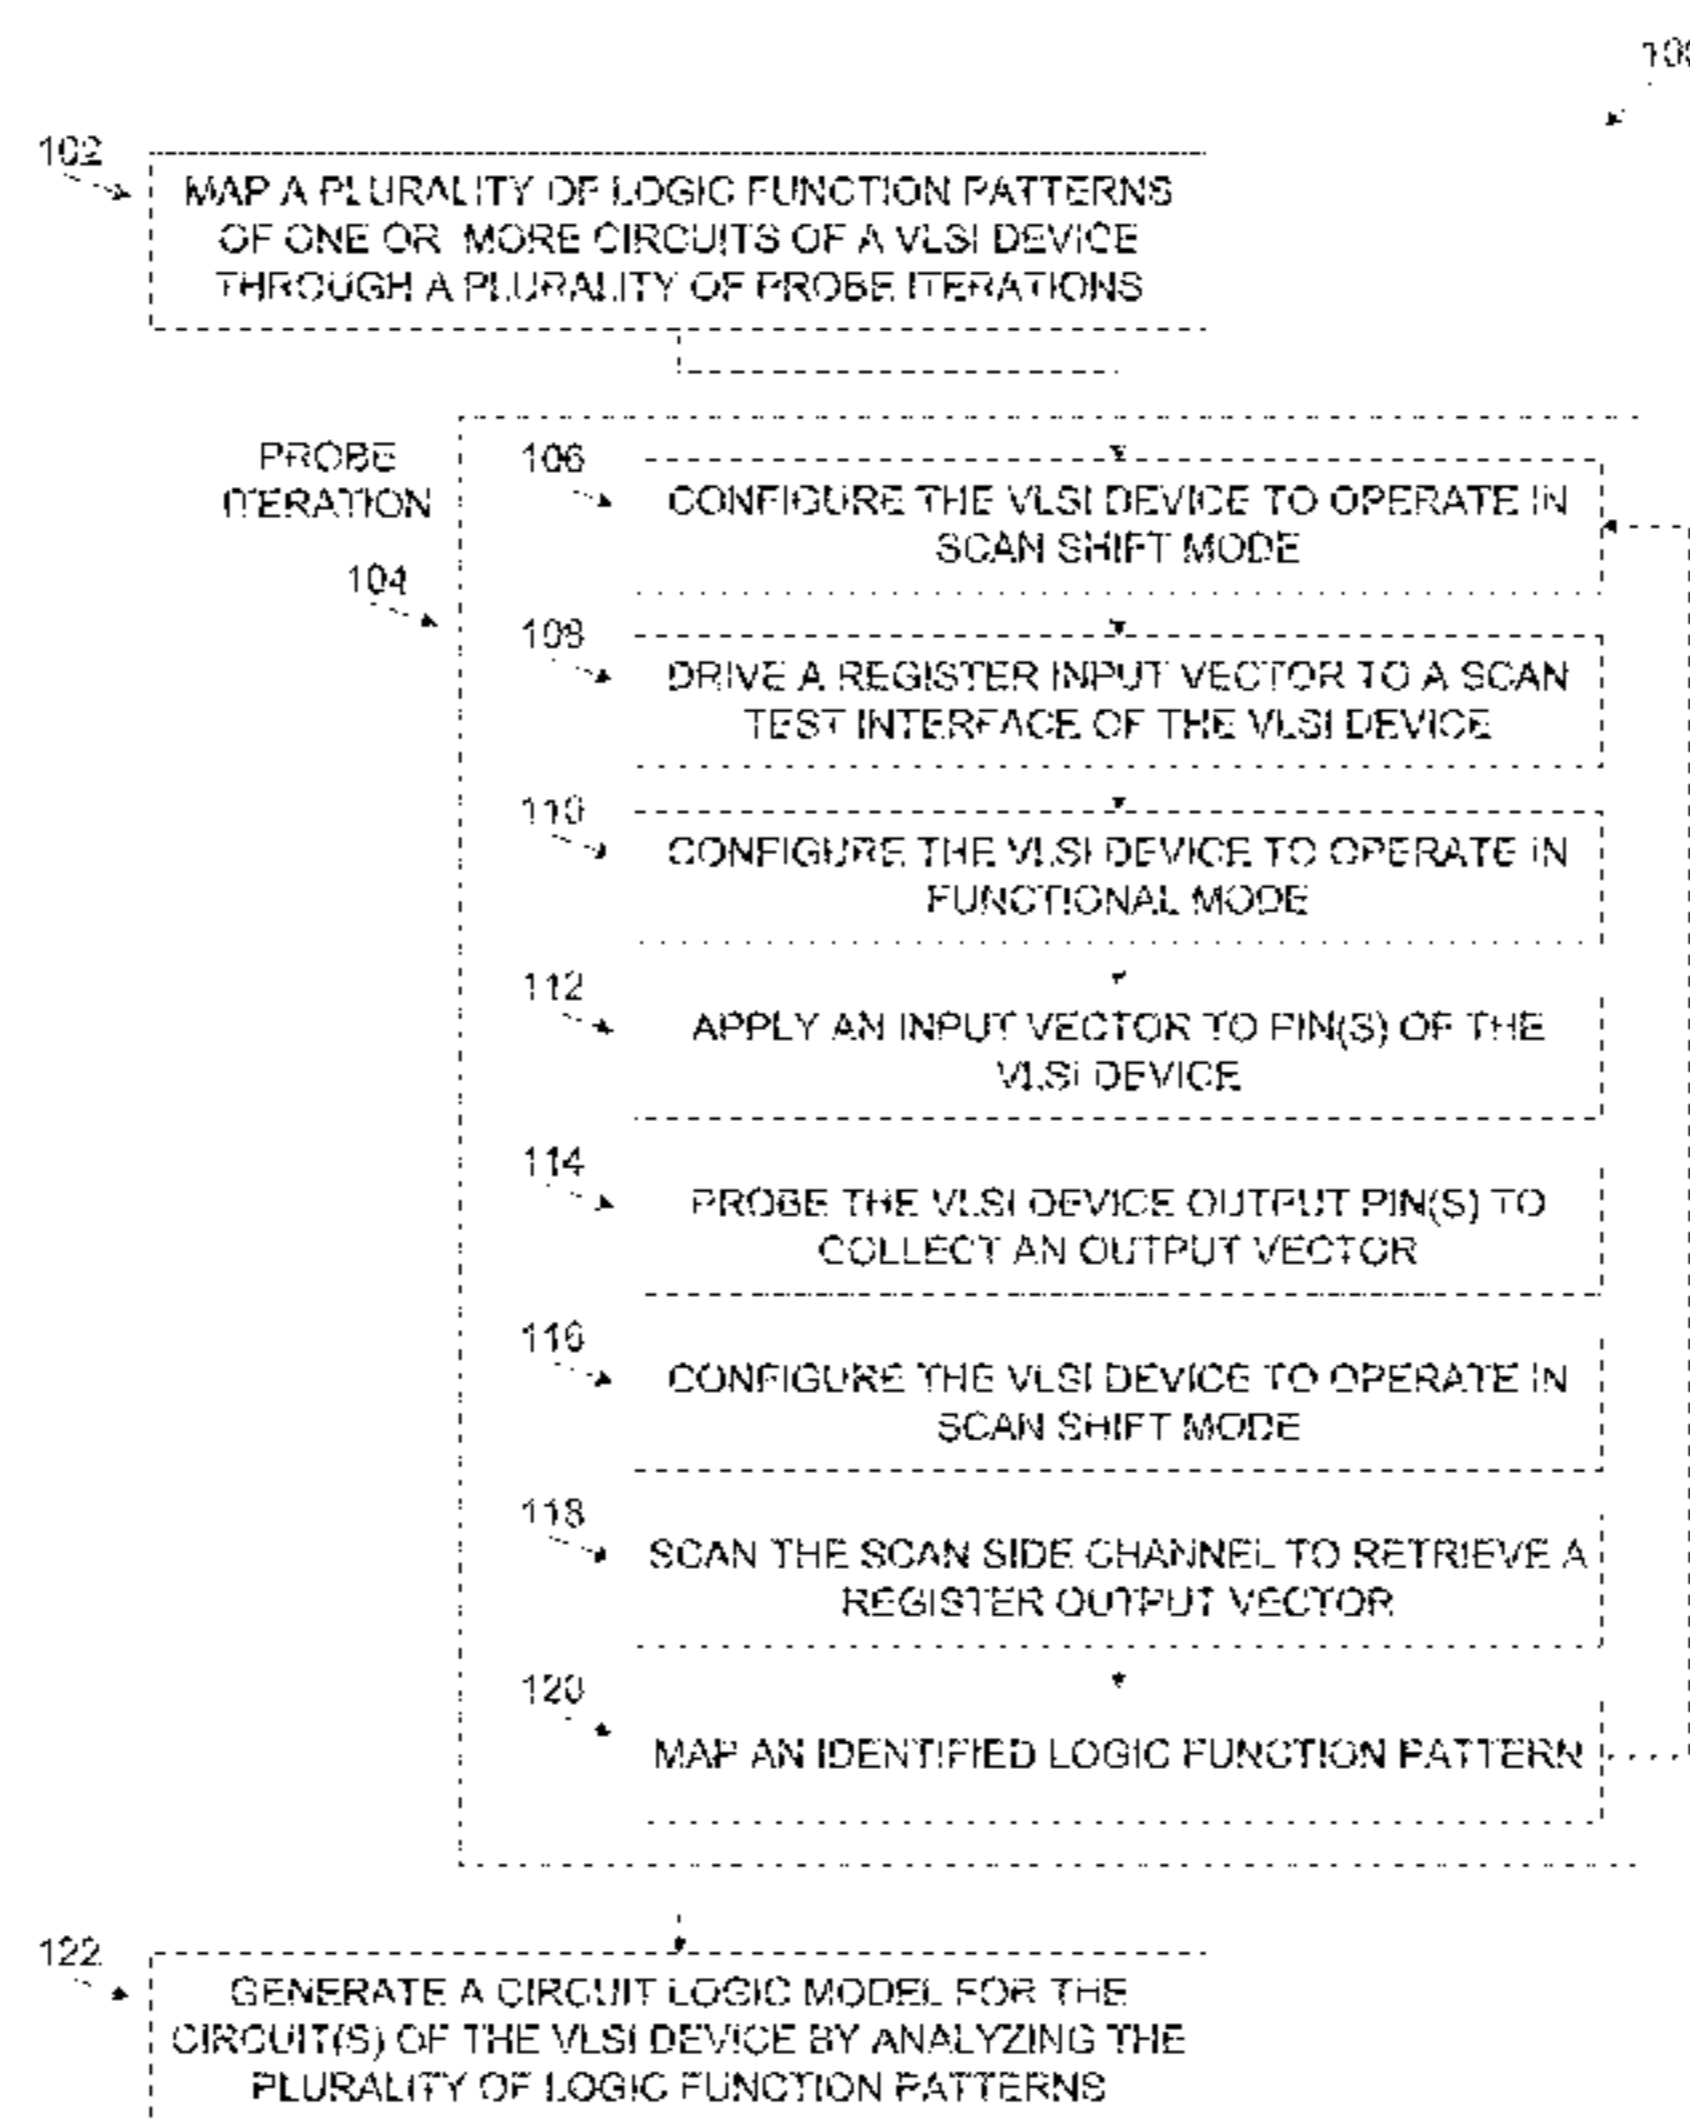 102
MAP A PLURALITY OF LOGIC FUNCTION PATTERNS
OF ONE OR MORE CIRCUITS OF A VLSI DEVICE
THROUGH A PLURALITY OF PROBE ITERATIONS
PROBE
ITERATION
104
106
CONFIGURE THE VLSI DEVICE TO OPERATE IN
SCAN SHIFT MODE
108
DRIVE A REGISTER INPUT VECTOR TO A SCAN
TEST INTERFACE OF THE VLSI DEVICE
110
CONFIGURE THE VLSI DEVICE TO OPERATE IN
FUNCTIONAL MODE
112
APPLY AN INPUT VECTOR TO PIN(S) OF THE
VLSI DEVICE
114
PROBE THE VLSI DEVICE OUTPUT PIN(S) TO
COLLECT AN OUTPUT VECTOR
116
CONFIGURE THE VLSI DEVICE TO OPERATE IN
SCAN SHIFT MODE
118
SCAN THE SCAN SIDE CHANNEL TO RETRIEVE A
REGISTER OUTPUT VECTOR
120
MAP AN IDENTIFIED LOGIC FUNCTION PATTERN
122
GENERATE A CIRCUIT LOGIC MODEL FOR THE
CIRCUIT(S) OF THE VLSI DEVICE BY ANALYZING THE
PLURALITY OF LOGIC FUNCTION PATTERNS